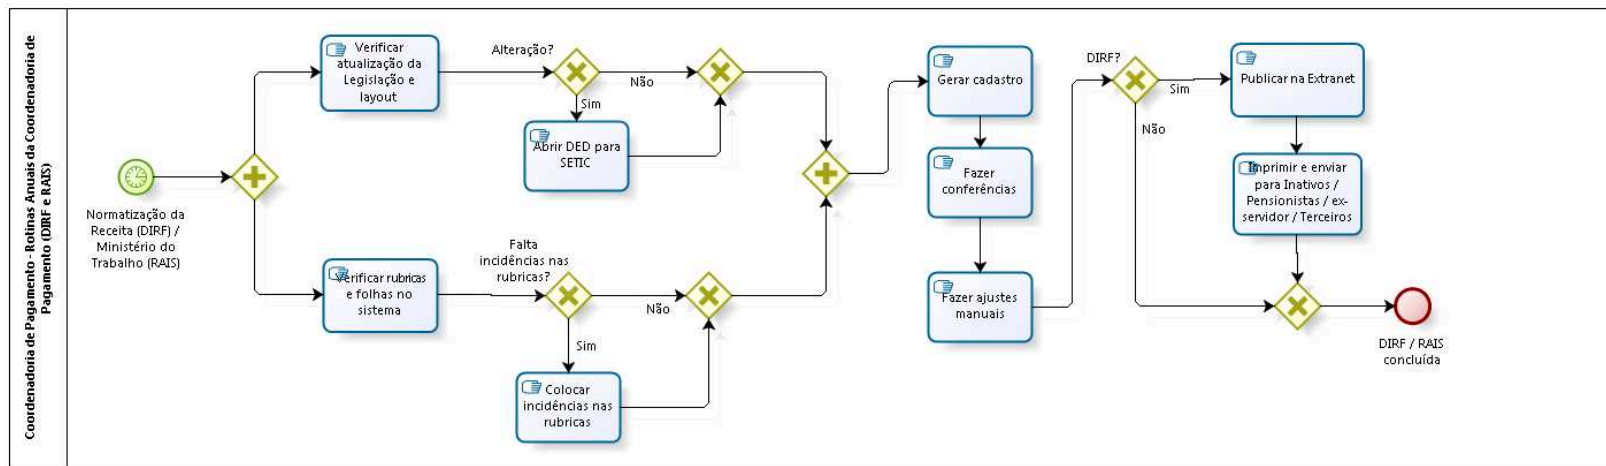 Coordenadoria de Pagamento - Rotinas Anuais da Coordenadoria de
Pagamento (DIRF e RAIS)
Normatização da
Receita (DIRF) /
Ministério do
Trabalho (RAIS)
Verificar
atualização da
Legislação e
layout
Alteração?
Não
Sim
Abrir DED para
SETIC
Verificar rubricas
e folhas no
sistema
Falta
incidências nas
rubricas?
Não
Sim
Colocar
incidências nas
rubricas
Gerar cadastro
Fazer
conferências
Fazer ajustes
manuais
DIRF?
Sim
Não
Publicar na Extranet
Imprimir e enviar
para Inativos /
Pensionistas / ex-
servidor / Terceiros
DIRF / RAIS
concluída